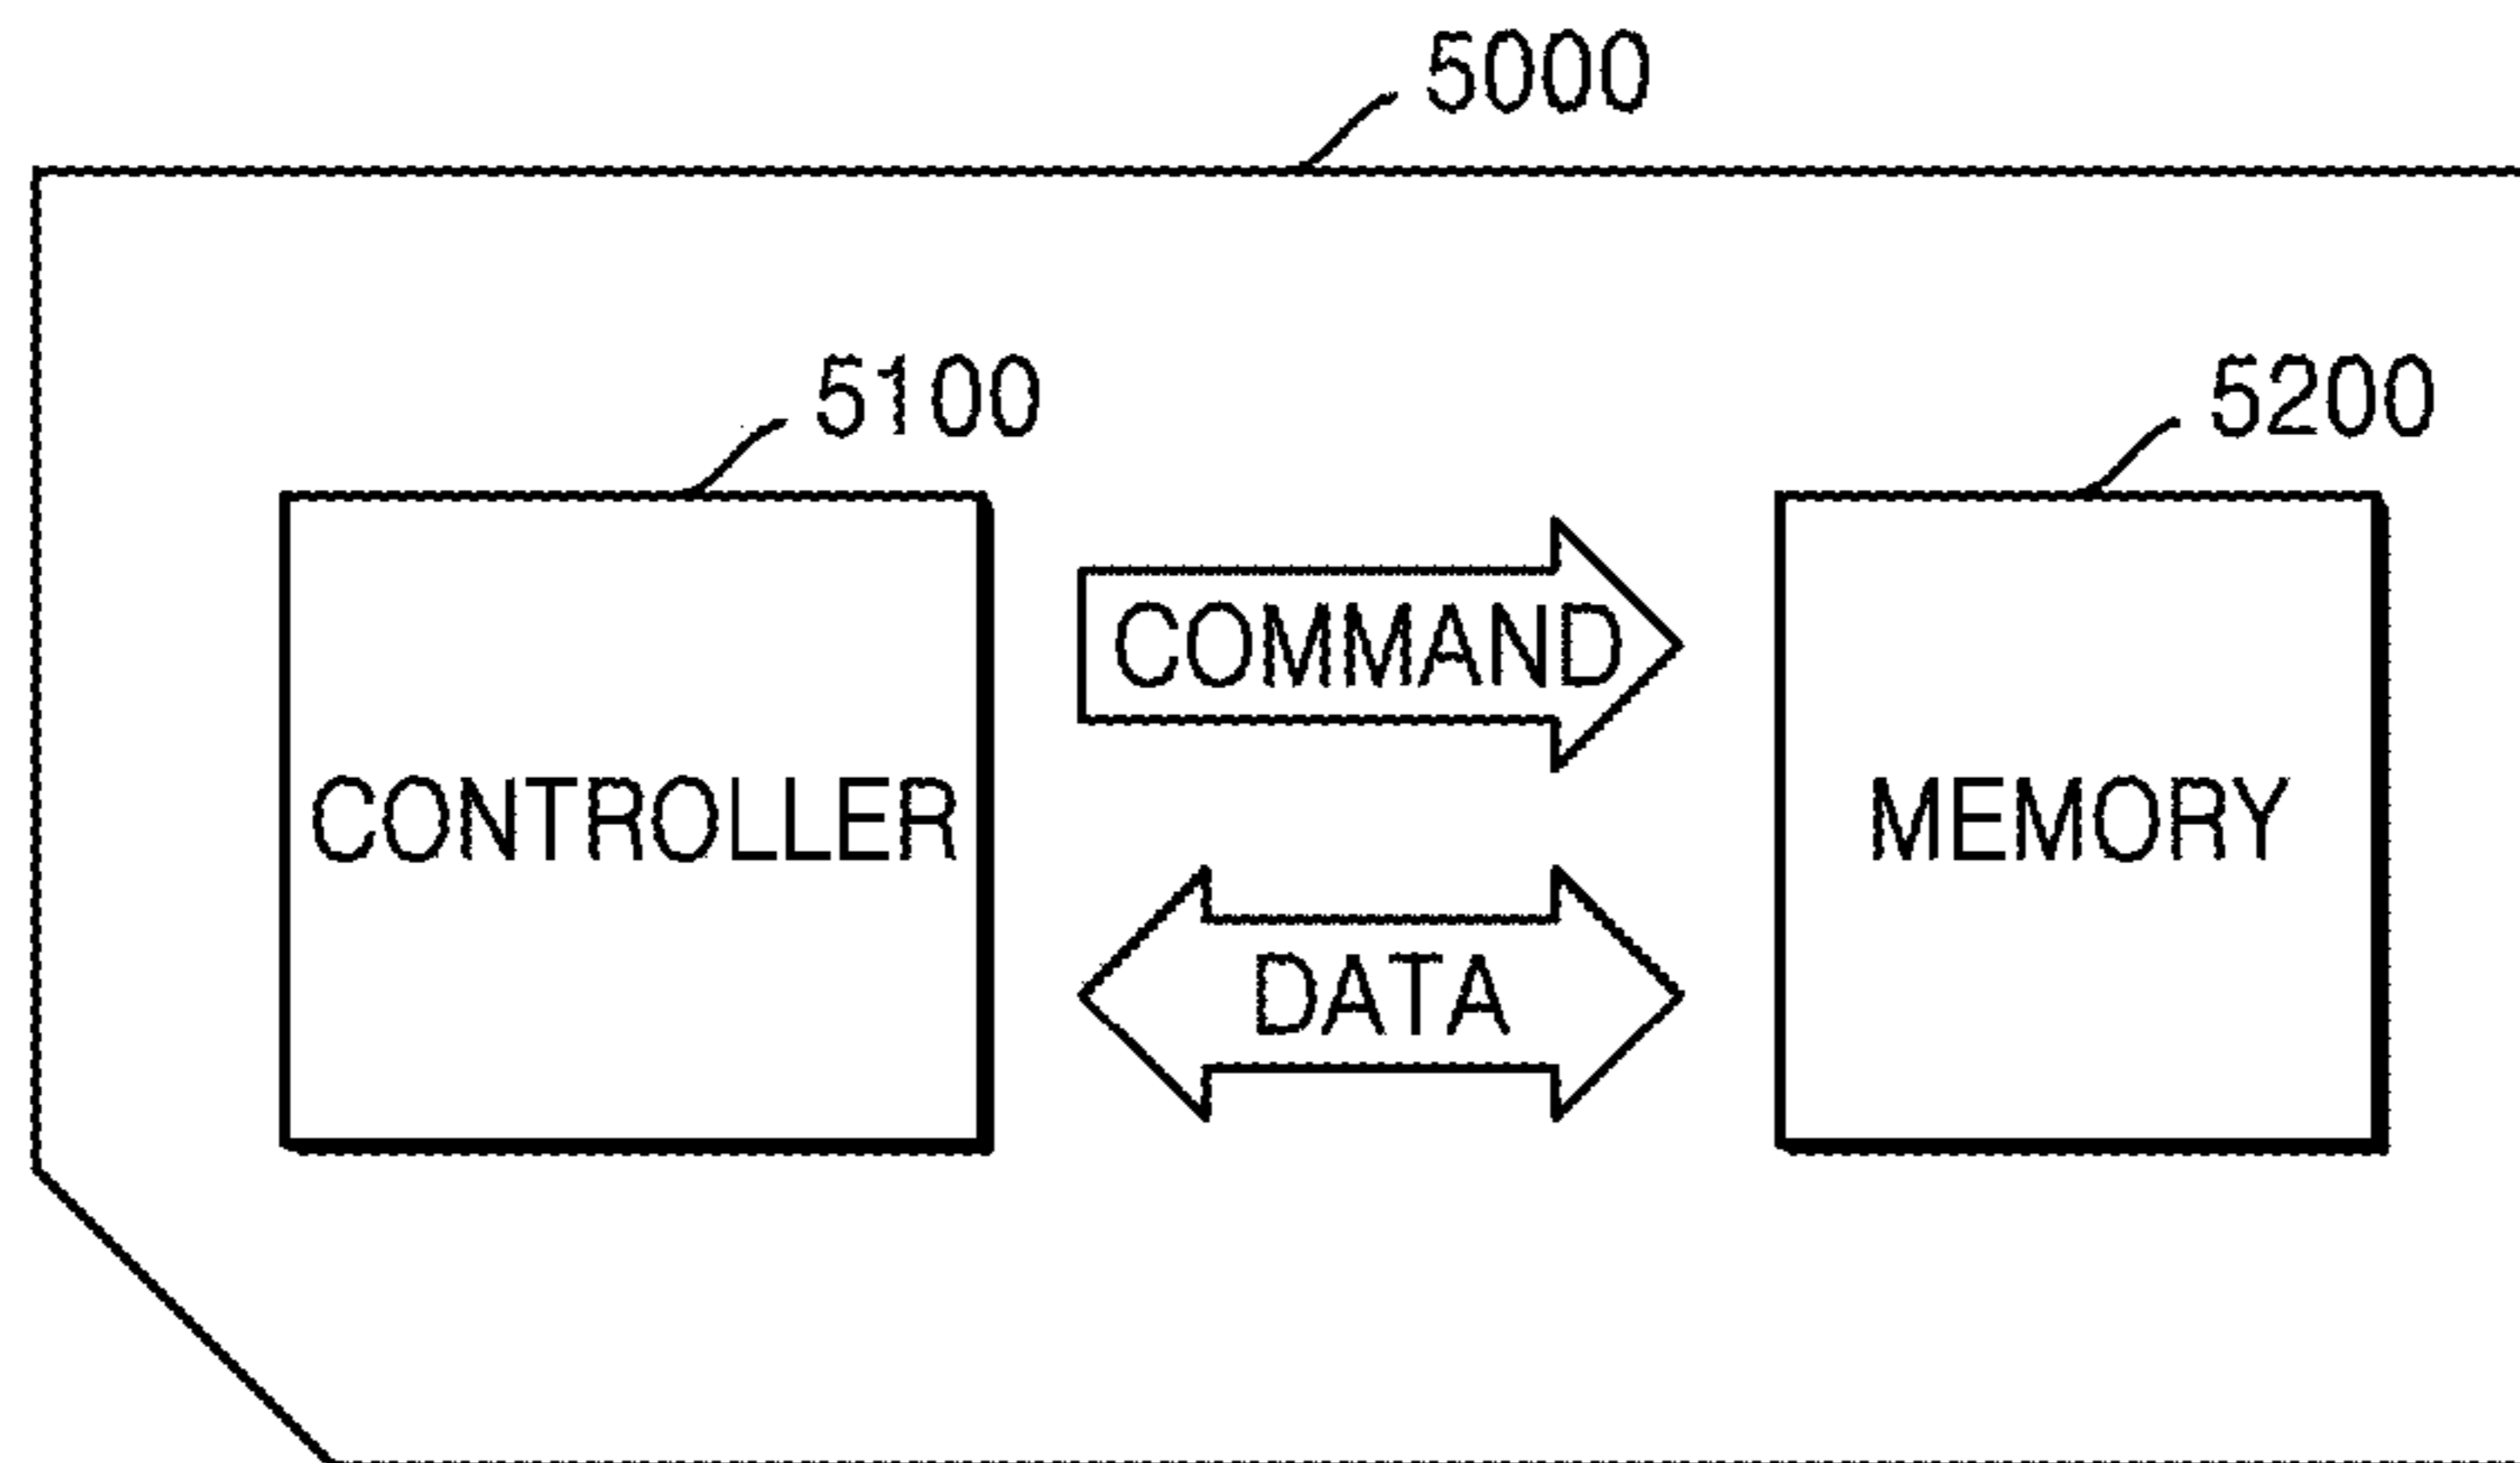 5000
5100
5200
COMMAND
CONTROLLER
MEMORY
DATA